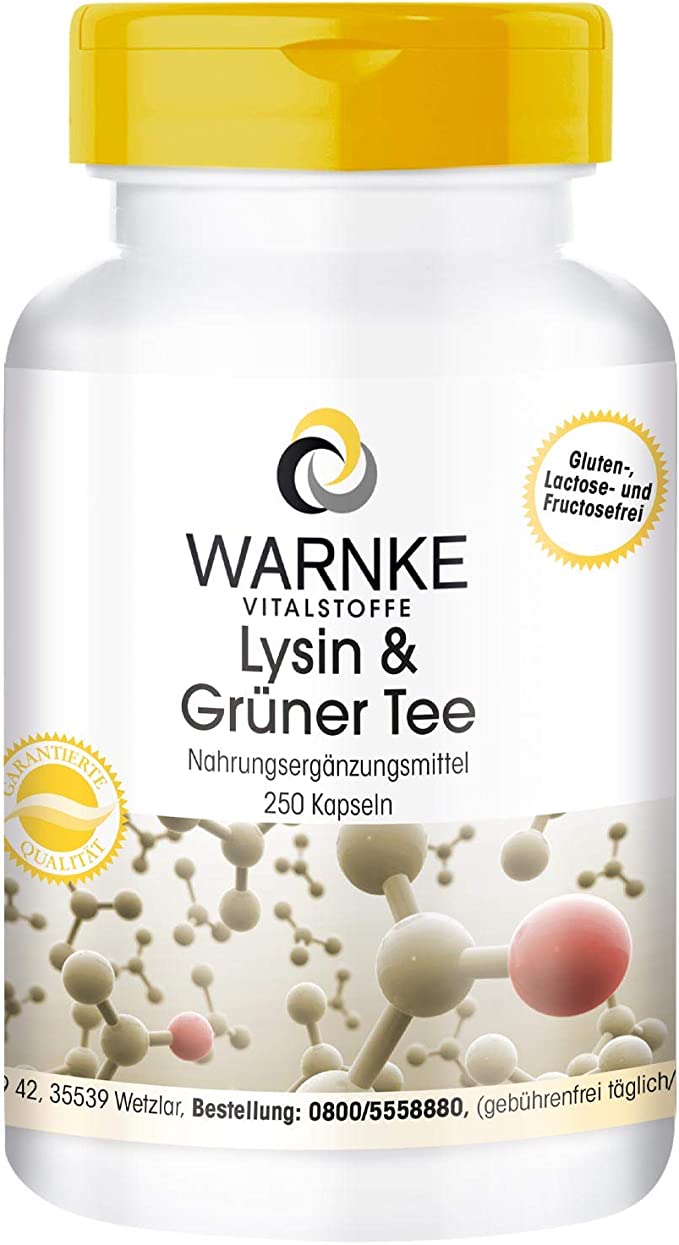 WARNKE
VITALSTOFFE
Lysin &
Grüner Tee
Nahrungsergänzungsmittel
250 Kapseln
Gluten-,
Lactose- und
Fructosefrei
GARANTIERTE
QUALITÄT
42, 35539 Wetzlar, Bestellung: 0800/5558880, (gebührenfrei täglich/